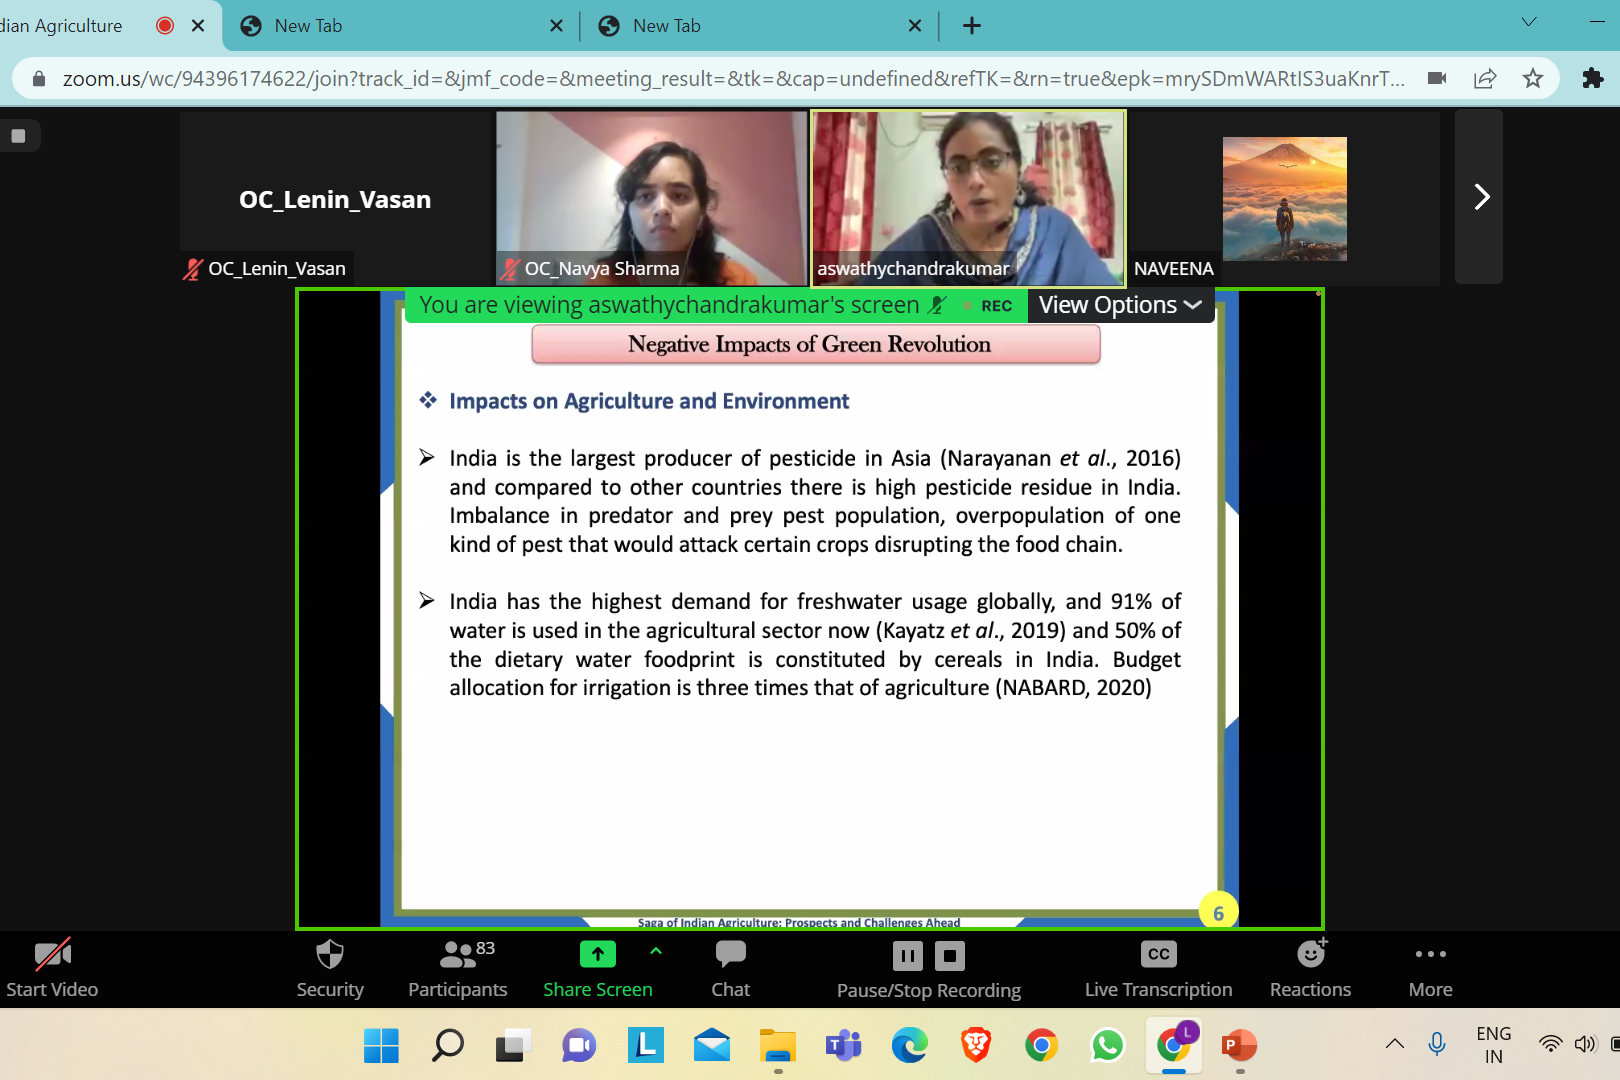 dian Agriculture
New Tab
New Tab
zoom.us/wc/94396174622/join?track_id=&jmf_code=&meeting_result=&tk=&cap=undefined&refTK=&rn=true&epk=mrySDmWARtIS3uaKnrT...
OC_Lenin_Vasan
OC_Lenin_Vasan
OC_Navya Sharma
aswathychandrakumar
NAVEENA
You are viewing aswathychandrakumar's screen
REC
View Options
Negative Impacts of Green Revolution
❖ Impacts on Agriculture and Environment
➢ India is the largest producer of pesticide in Asia (Narayanan et al., 2016)
and compared to other countries there is high pesticide residue in India.
Imbalance in predator and prey pest population, overpopulation of one
kind of pest that would attack certain crops disrupting the food chain.
➢ India has the highest demand for freshwater usage globally, and 91% of
water is used in the agricultural sector now (Kayatz et al., 2019) and 50% of
the dietary water foodprint is constituted by cereals in India. Budget
allocation for irrigation is three times that of agriculture (NABARD, 2020)
6
Saga of Indian Agriculture: Prospects and Challenges Ahead
83
CC
Start Video
Security
Participants
Share Screen
Chat
Pause/Stop Recording
Live Transcription
Reactions
More
L
T
L
P
ENG
IN